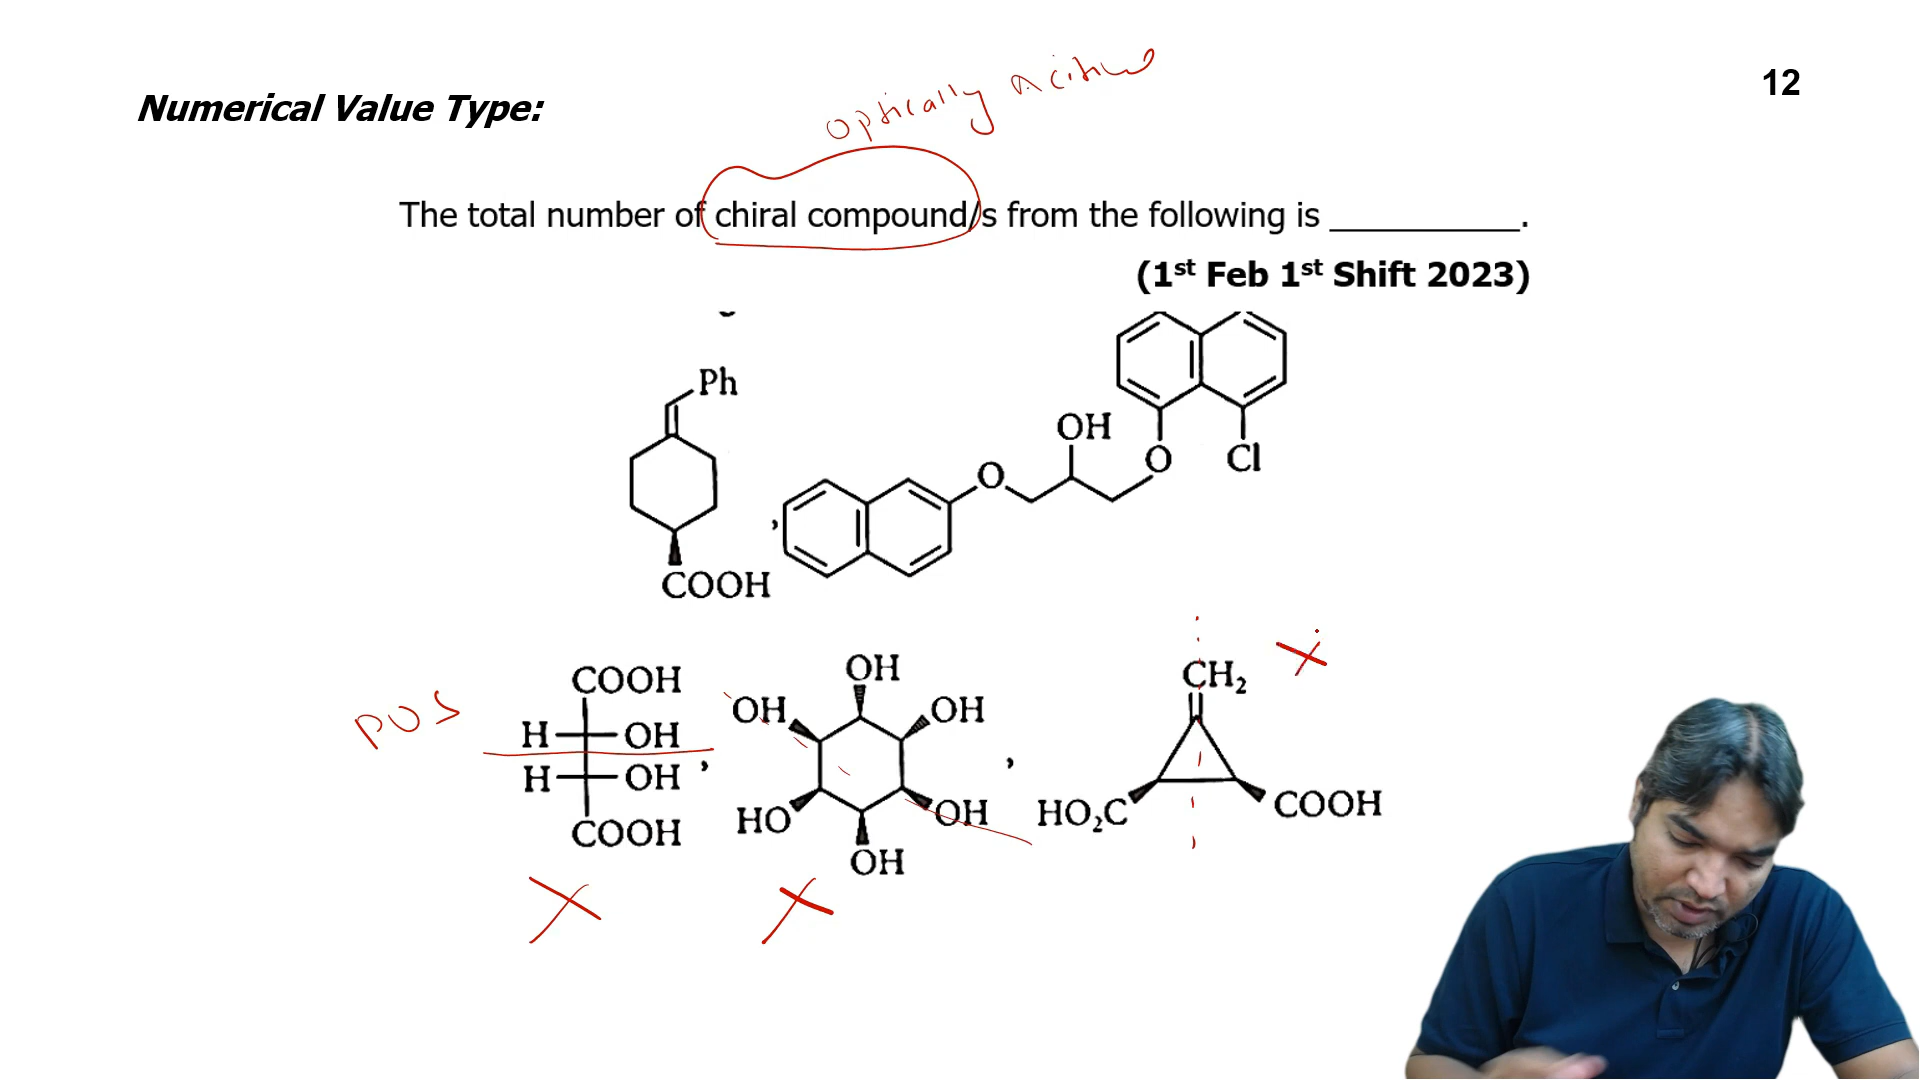 12
Numerical Value Type:
Optically Active
The total number of chiral compound/s from the following is __________.
(1st Feb 1st Shift 2023)
Ph
OH
O
O
Cl
,
COOH
COOH
POS
H OH
H OH ,
COOH
OH
OH OH
HO OH
OH
,
CH2
HO2C COOH